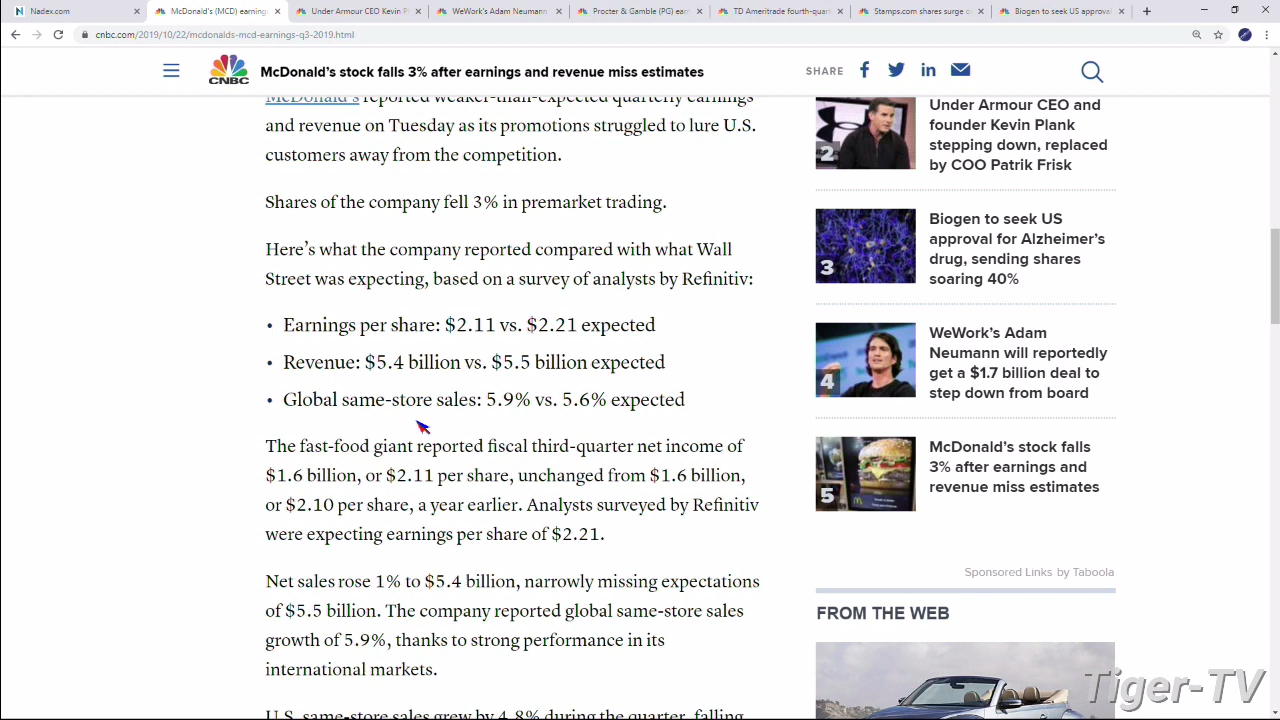 Nadex.com
McDonald's (MCD) earning
Under Armour CEO Kevin Pl
WeWork's Adam Neumann
Procter & Gamble (PG) earn
TD Ameritrade fourth-quart
Stamps.com shares surge o
Biogen's US approval
cnbc.com/2019/10/22/mcdonalds-mcd-earnings-q3-2019.html
CNBC
McDonald's stock falls 3% after earnings and revenue miss estimates
SHARE
McDonald's reported weaker-than-expected quarterly earnings
and revenue on Tuesday as its promotions struggled to lure U.S.
customers away from the competition.
Shares of the company fell 3% in premarket trading.
Here's what the company reported compared with what Wall
Street was expecting, based on a survey of analysts by Refinitiv:
• Earnings per share: $2.11 vs. $2.21 expected
• Revenue: $5.4 billion vs. $5.5 billion expected
• Global same-store sales: 5.9% vs. 5.6% expected
The fast-food giant reported fiscal third-quarter net income of
$1.6 billion, or $2.11 per share, unchanged from $1.6 billion,
or $2.10 per share, a year earlier. Analysts surveyed by Refinitiv
were expecting earnings per share of $2.21.
Net sales rose 1% to $5.4 billion, narrowly missing expectations
of $5.5 billion. The company reported global same-store sales
growth of 5.9%, thanks to strong performance in its
international markets.
U.S. same-store sales grew by 4.8% during the quarter, falling
2
Under Armour CEO and
founder Kevin Plank
stepping down, replaced
by COO Patrik Frisk
3
Biogen to seek US
approval for Alzheimer's
drug, sending shares
soaring 40%
4
WeWork's Adam
Neumann will reportedly
get a $1.7 billion deal to
step down from board
5
McDonald's stock falls
3% after earnings and
revenue miss estimates
Sponsored Links by Taboola
FROM THE WEB
Tiger-TV